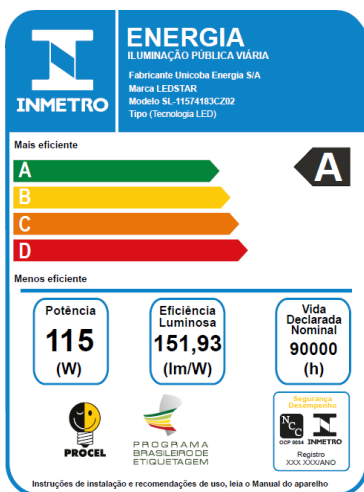 INMETRO
ENERGIA
ILUMINAÇÃO PÚBLICA VIÁRIA
Fabricante Unicoba Energia S/A
Marca LEDSTAR
Modelo SL-11574183CZ02
Tipo (Tecnologia LED)
Mais eficiente
A
A
B
C
D
Menos eficiente
Potência
115
(W)
Eficiência
Luminosa
151,93
(lm/W)
Vida
Declarada
Nominal
90000
(h)
PROCEL
PROGRAMA
BRASILEIRO DE
ETIQUETAGEM
Segurança
Desempenho
NCC
OCP 0034 INMETRO
Registro
XXX XXX/ANO
Instruções de instalação e recomendações de uso, leia o Manual do aparelho